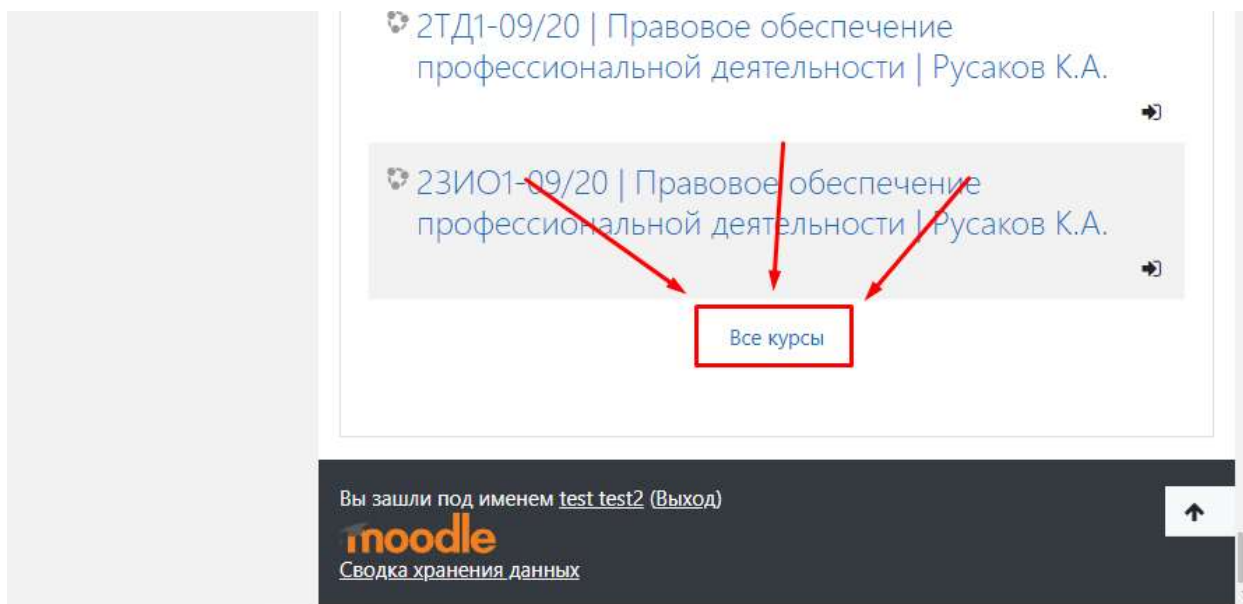 2ТД1-09/20 | Правовое обеспечение
профессиональной деятельности | Русаков К.А.
2ЗИО1-09/20 | Правовое обеспечение
профессиональной деятельности | Русаков К.А.
Все курсы
Вы зашли под именем test test2 (Выход)
moodle
Сводка хранения данных